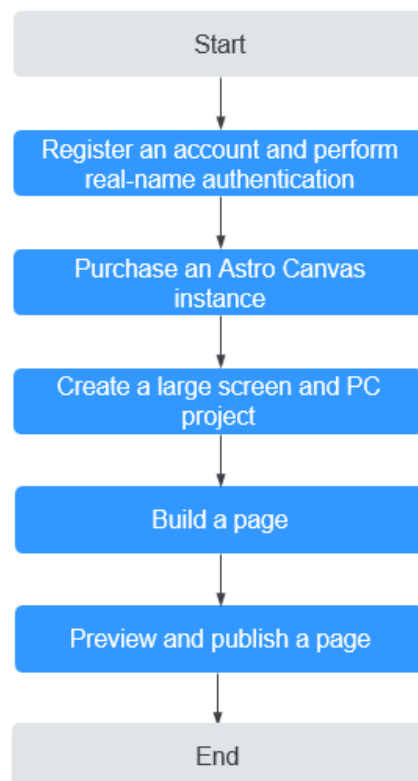 Start
Register an account and perform
real-name authentication
Purchase an Astro Canvas
instance
Create a large screen and PC
project
Build a page
Preview and publish a page
End